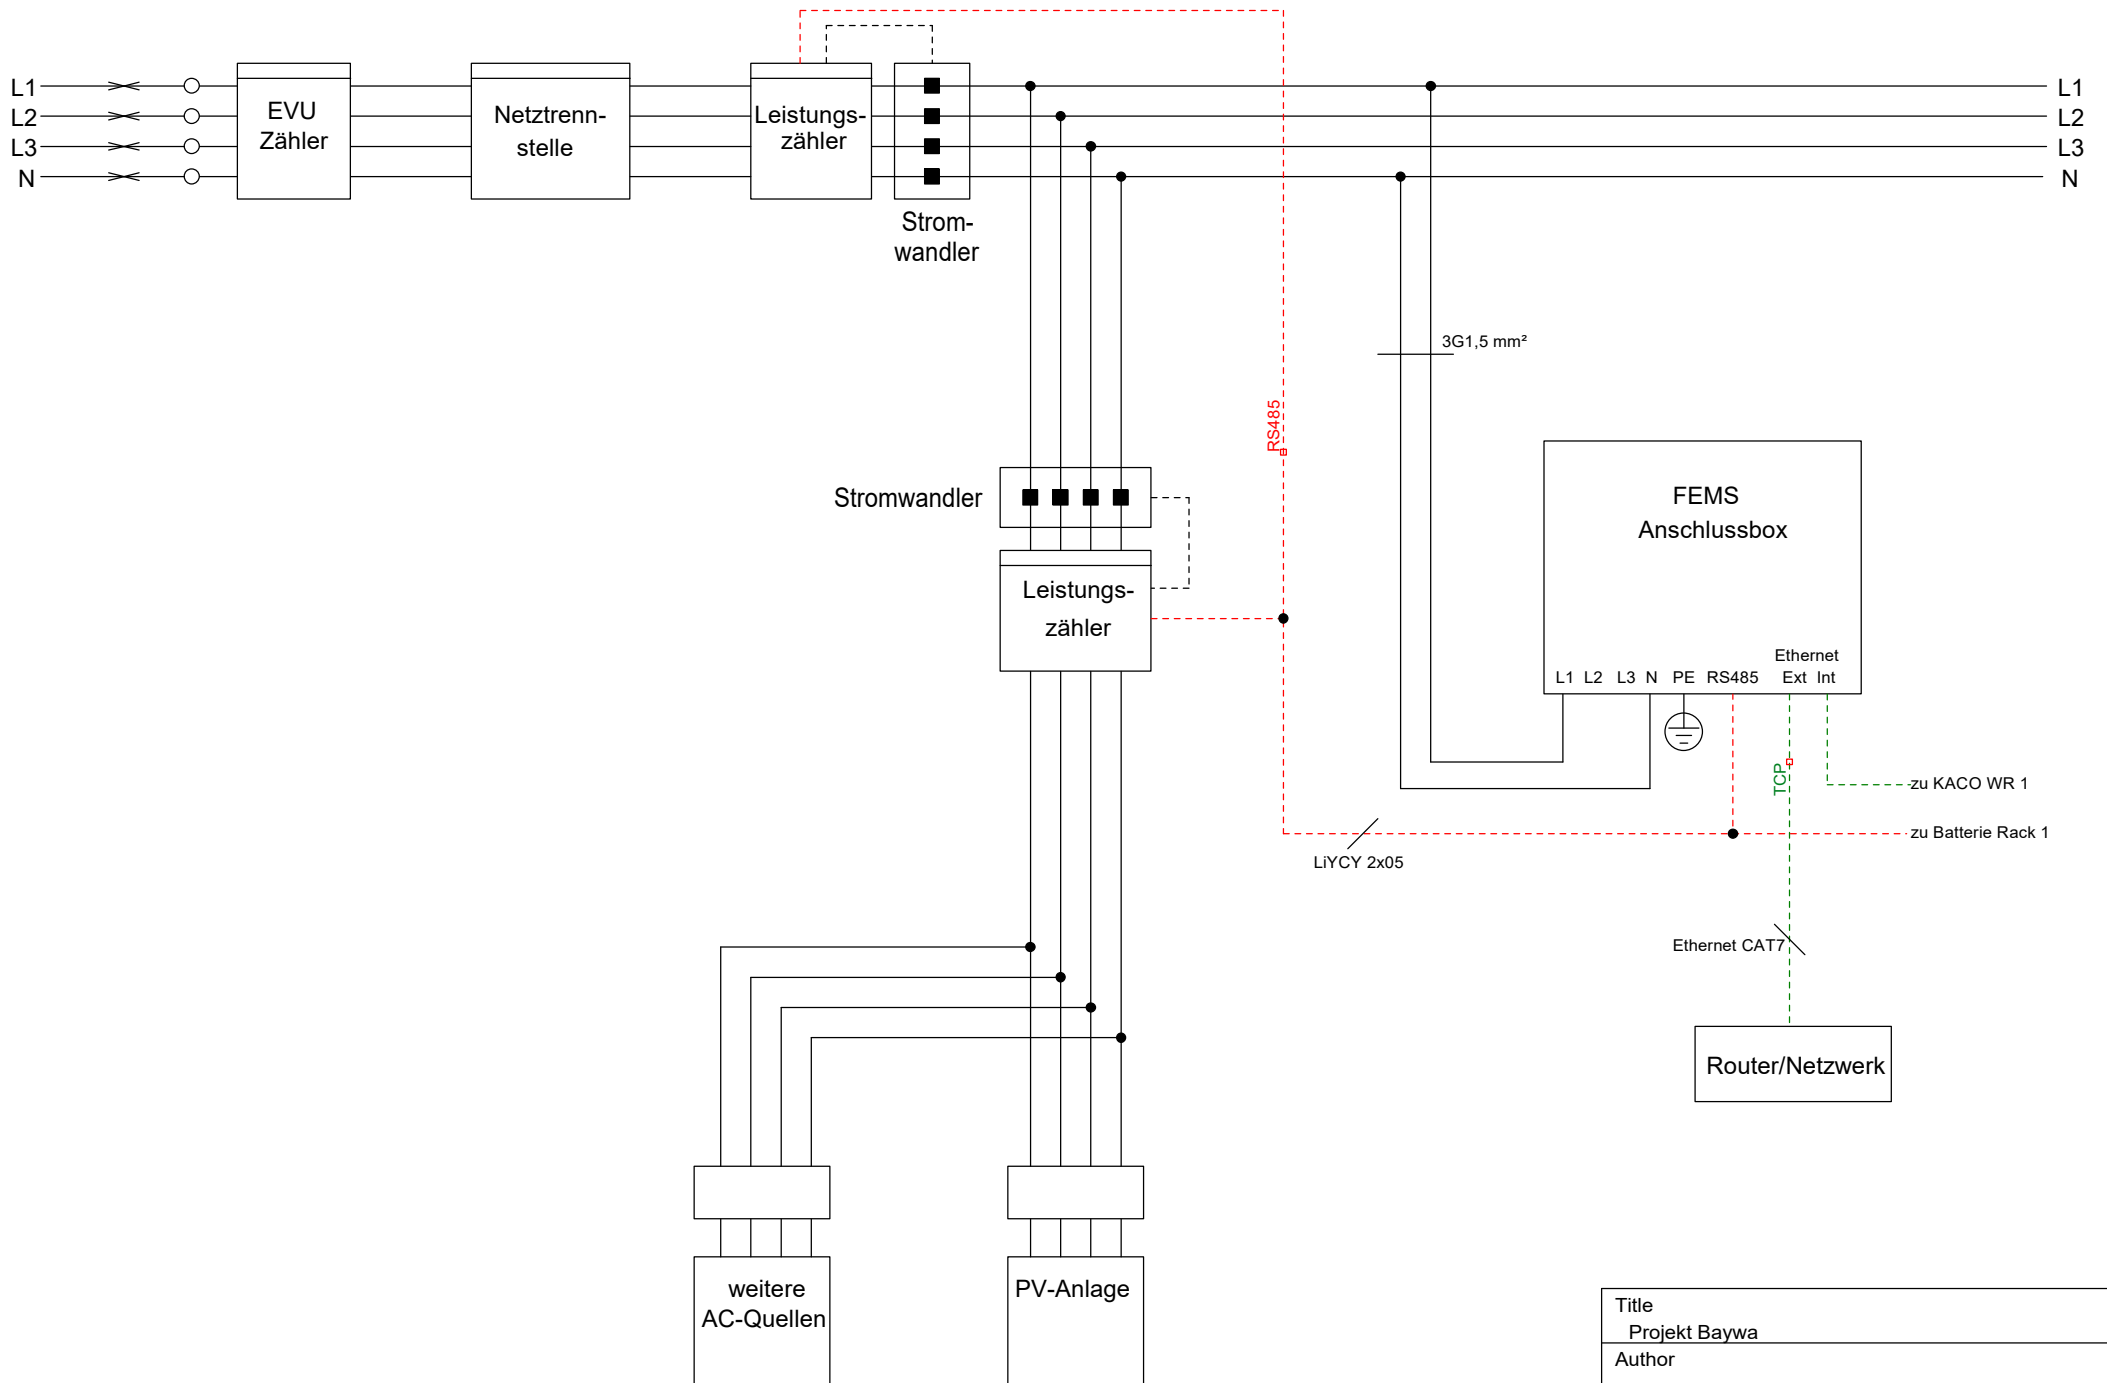 L1
L2
L3
N
EVU
Zähler
Netztrenn-
stelle
Leistungs-
zähler
Strom-
wandler
L1
L2
L3
N
3G1,5 mm²
RS485
Stromwandler
Leistungs-
zähler
FEMS
Anschlussbox
Ethernet
L1 L2 L3 N PE RS485 Ext Int
TCP
zu KACO WR 1
zu Batterie Rack 1
LiYCY 2x05
Ethernet CAT7
Router/Netzwerk
weitere
AC-Quellen
PV-Anlage
Title
Projekt Baywa
Author